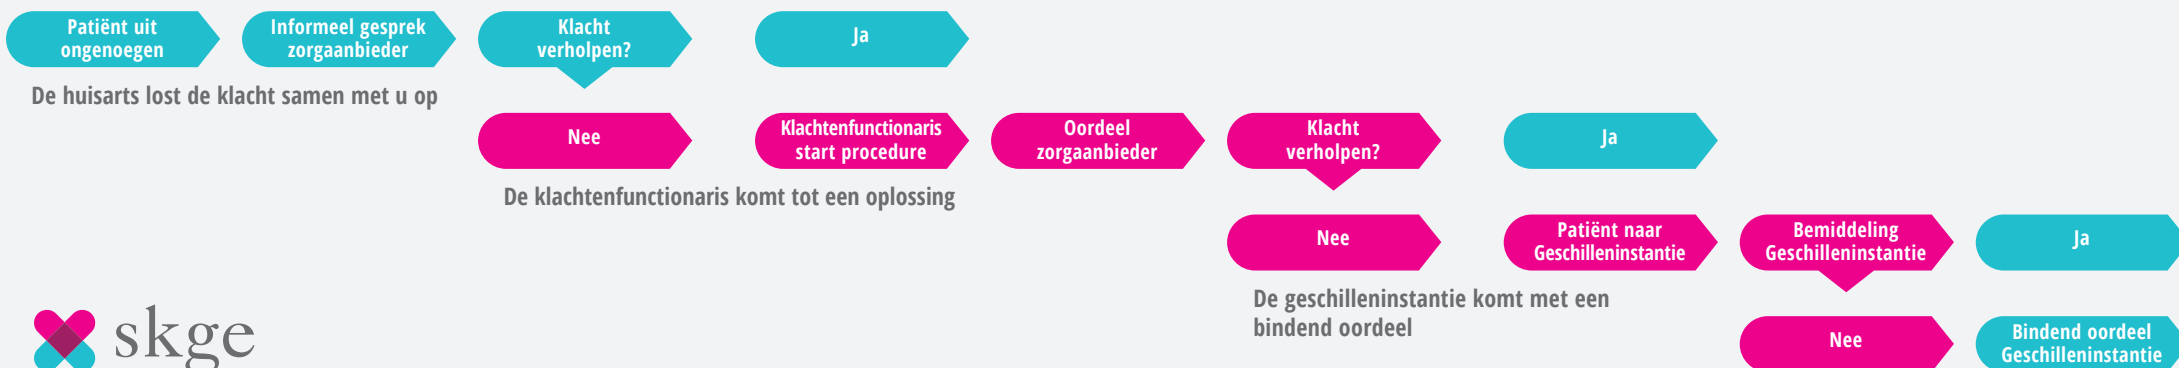 Patiënt uit
ongenoegen
Informeel gesprek
zorgaanbieder
Klacht
verholpen?
Ja
De huisarts lost de klacht samen met u op
Nee
Klachtenfunctionaris
start procedure
Oordeel
zorgaanbieder
Klacht
verholpen?
Ja
De klachtenfunctionaris komt tot een oplossing
Nee
Patiënt naar
Geschilleninstantie
Bemiddeling
Geschilleninstantie
Ja
De geschilleninstantie komt met een
bindend oordeel
Nee
Bindend oordeel
Geschilleninstantie
skge